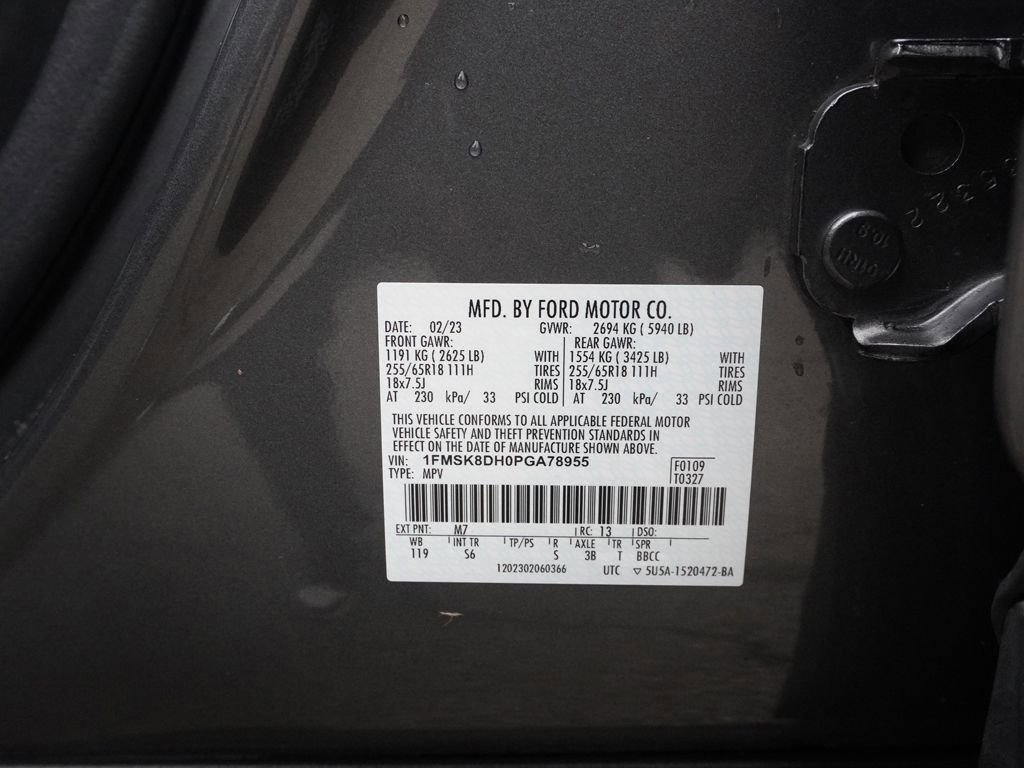 MFD. BY FORD MOTOR CO.
DATE: 02/23 GVWR: 2694 KG ( 5940 LB)
FRONT GAWR: REAR GAWR:
1191 KG ( 2625 LB) WITH 1554 KG ( 3425 LB) WITH
255/65R18 111H TIRES 255/65R18 111H TIRES
18x7.5J RIMS 18x7.5J RIMS
AT 230 kPa/ 33 PSI COLD AT 230 kPa/ 33 PSI COLD
THIS VEHICLE CONFORMS TO ALL APPLICABLE FEDERAL MOTOR
VEHICLE SAFETY AND THEFT PREVENTION STANDARDS IN
EFFECT ON THE DATE OF MANUFACTURE SHOWN ABOVE.
VIN: 1FMSK8DH0PGA78955 F0109
TYPE: MPV T0327
EXT PNT: M7 RC: 13 DSO:
WB INT TR TP/PS R AXLE TR SPR
119 S6 S 3B T BBCC
1202302060366 UTC ▽ 5U5A-1520472-BA
5322
10.9